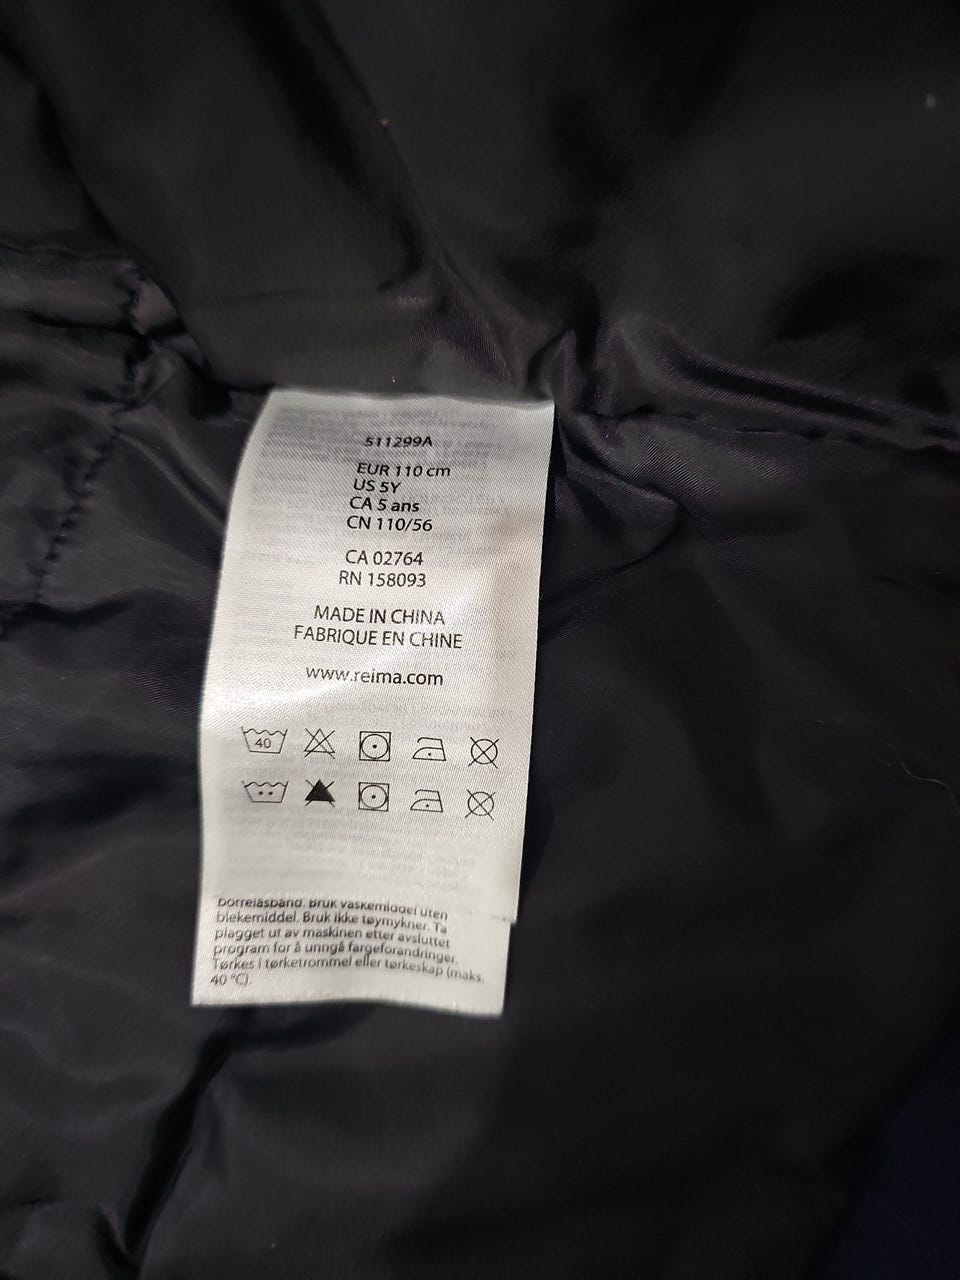 511299A
EUR 110 cm
US 5Y
CA 5 ans
CN 110/56
CA 02764
RN 158093
MADE IN CHINA
FABRIQUE EN CHINE
www.reima.com
40
borrelåsbånd. Bruk vaskemiddel uten
blekemiddel. Bruk ikke tøymykner. Ta
plagget ut av maskinen etter avsluttet
program for å unngå fargeforandringer.
Tørkes i tørketrommel eller tørkeskap (maks.
40 °C).